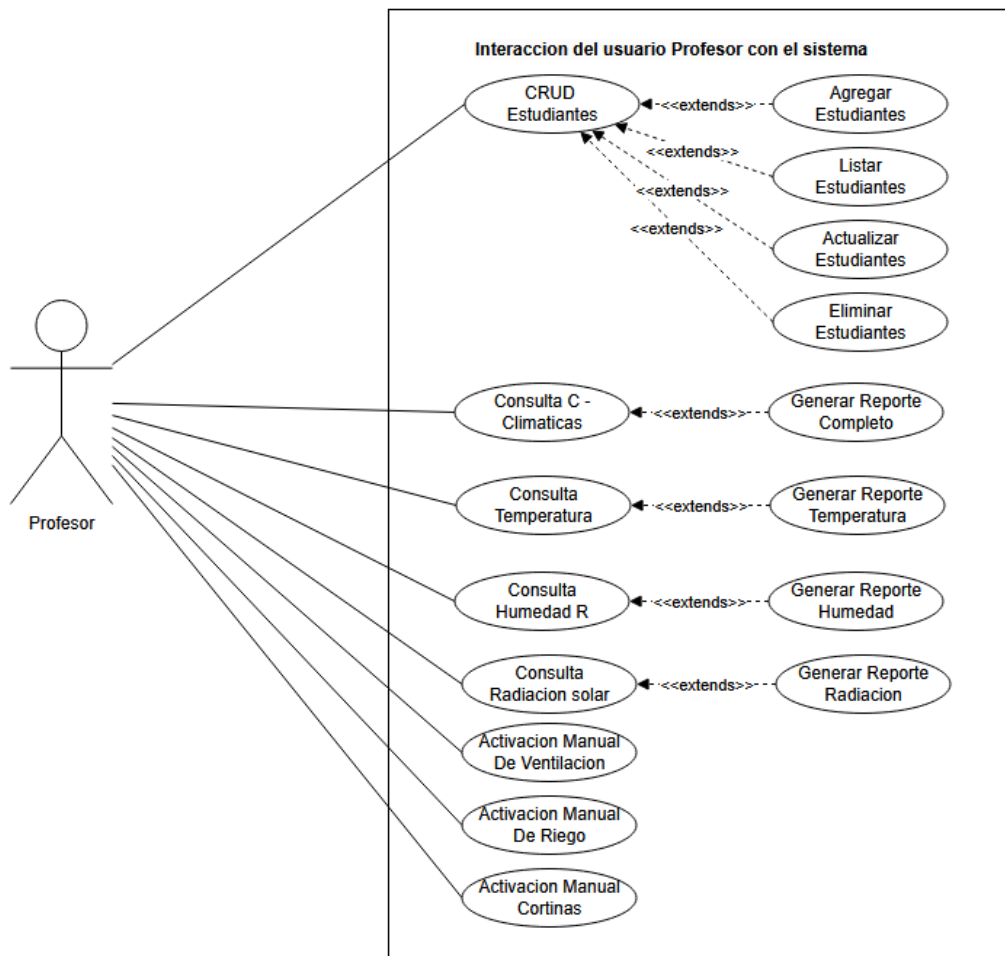 Interaccion del usuario Profesor con el sistema
CRUD
Estudiantes
<<extends>>
Agregar
Estudiantes
<<extends>>
Listar
Estudiantes
<<extends>>
Actualizar
Estudiantes
<<extends>>
Eliminar
Estudiantes
Profesor
Consulta C -
Climaticas
<<extends>>
Generar Reporte
Completo
Consulta
Temperatura
<<extends>>
Generar Reporte
Temperatura
Consulta
Humedad R
<<extends>>
Generar Reporte
Humedad
Consulta
Radiacion solar
<<extends>>
Generar Reporte
Radiacion
Activacion Manual
De Ventilacion
Activacion Manual
De Riego
Activacion Manual
Cortinas